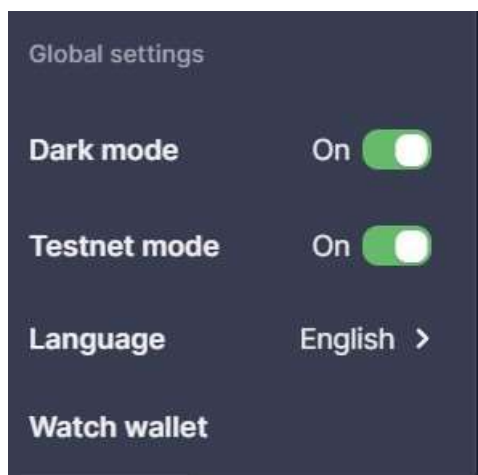 Global settings
Dark mode On
Testnet mode On
Language English
Watch wallet